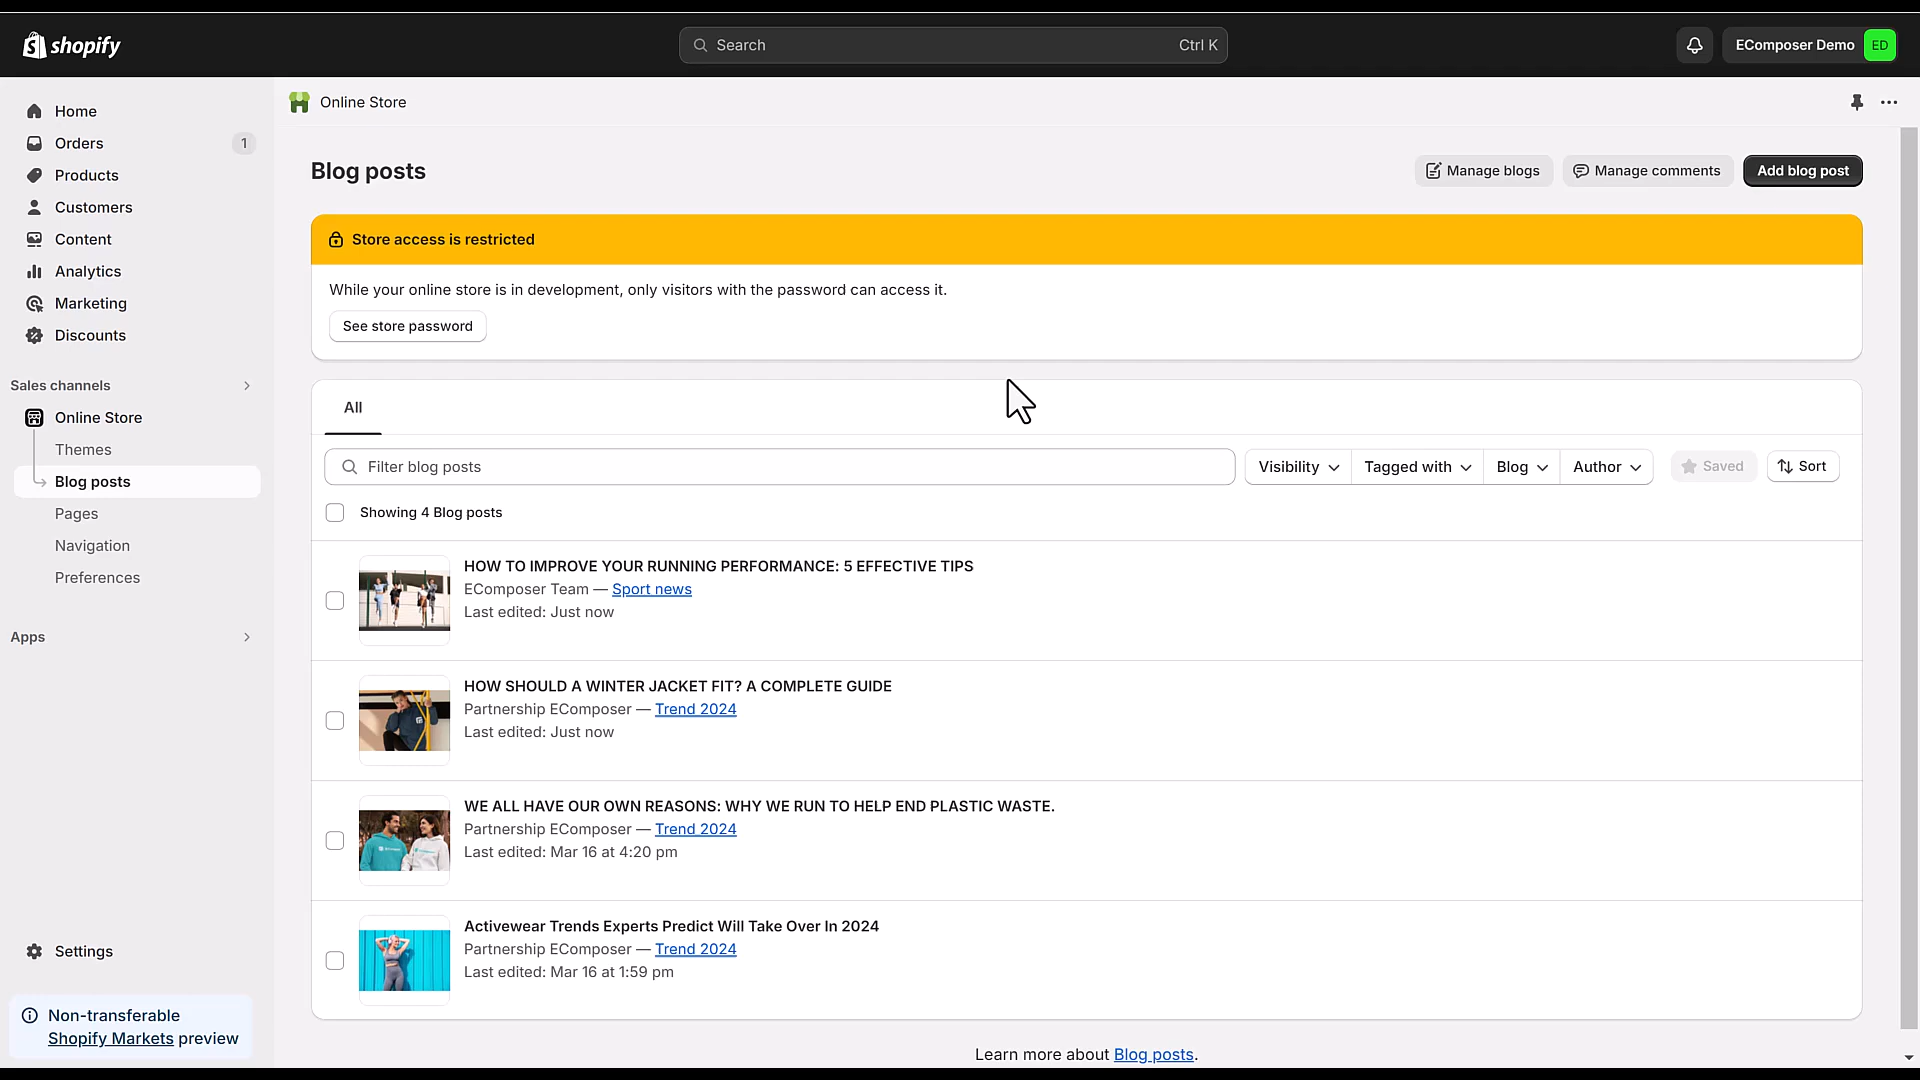 shopify
Search
Ctrl K
EComposer Demo
ED
Home
Orders
1
Products
Customers
Content
Analytics
Marketing
Discounts
Sales channels
Online Store
Themes
Blog posts
Pages
Navigation
Preferences
Apps
Settings
Non-transferable
Shopify Markets preview
Online Store
Blog posts
Manage blogs
Manage comments
Add blog post
Store access is restricted
While your online store is in development, only visitors with the password can access it.
See store password
All
Filter blog posts
Visibility
Tagged with
Blog
Author
Saved
Sort
Showing 4 Blog posts
HOW TO IMPROVE YOUR RUNNING PERFORMANCE: 5 EFFECTIVE TIPS
EComposer Team — Sport news
Last edited: Just now
HOW SHOULD A WINTER JACKET FIT? A COMPLETE GUIDE
Partnership EComposer — Trend 2024
Last edited: Just now
WE ALL HAVE OUR OWN REASONS: WHY WE RUN TO HELP END PLASTIC WASTE.
Partnership EComposer — Trend 2024
Last edited: Mar 16 at 4:20 pm
Activewear Trends Experts Predict Will Take Over In 2024
Partnership EComposer — Trend 2024
Last edited: Mar 16 at 1:59 pm
Learn more about Blog posts.